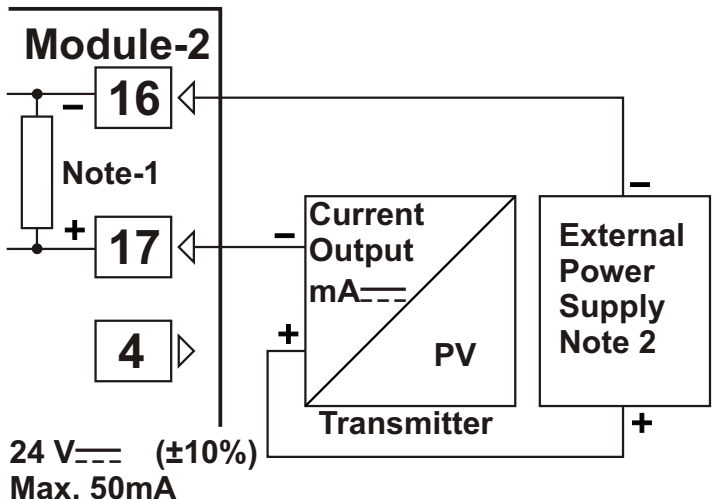 Module-2
− 16
−
Note-1
+ 17
−
Current
Output
mA
External
Power
Supply
Note 2
4
+
PV
Transmitter
+
24 V (±10%)
Max. 50mA